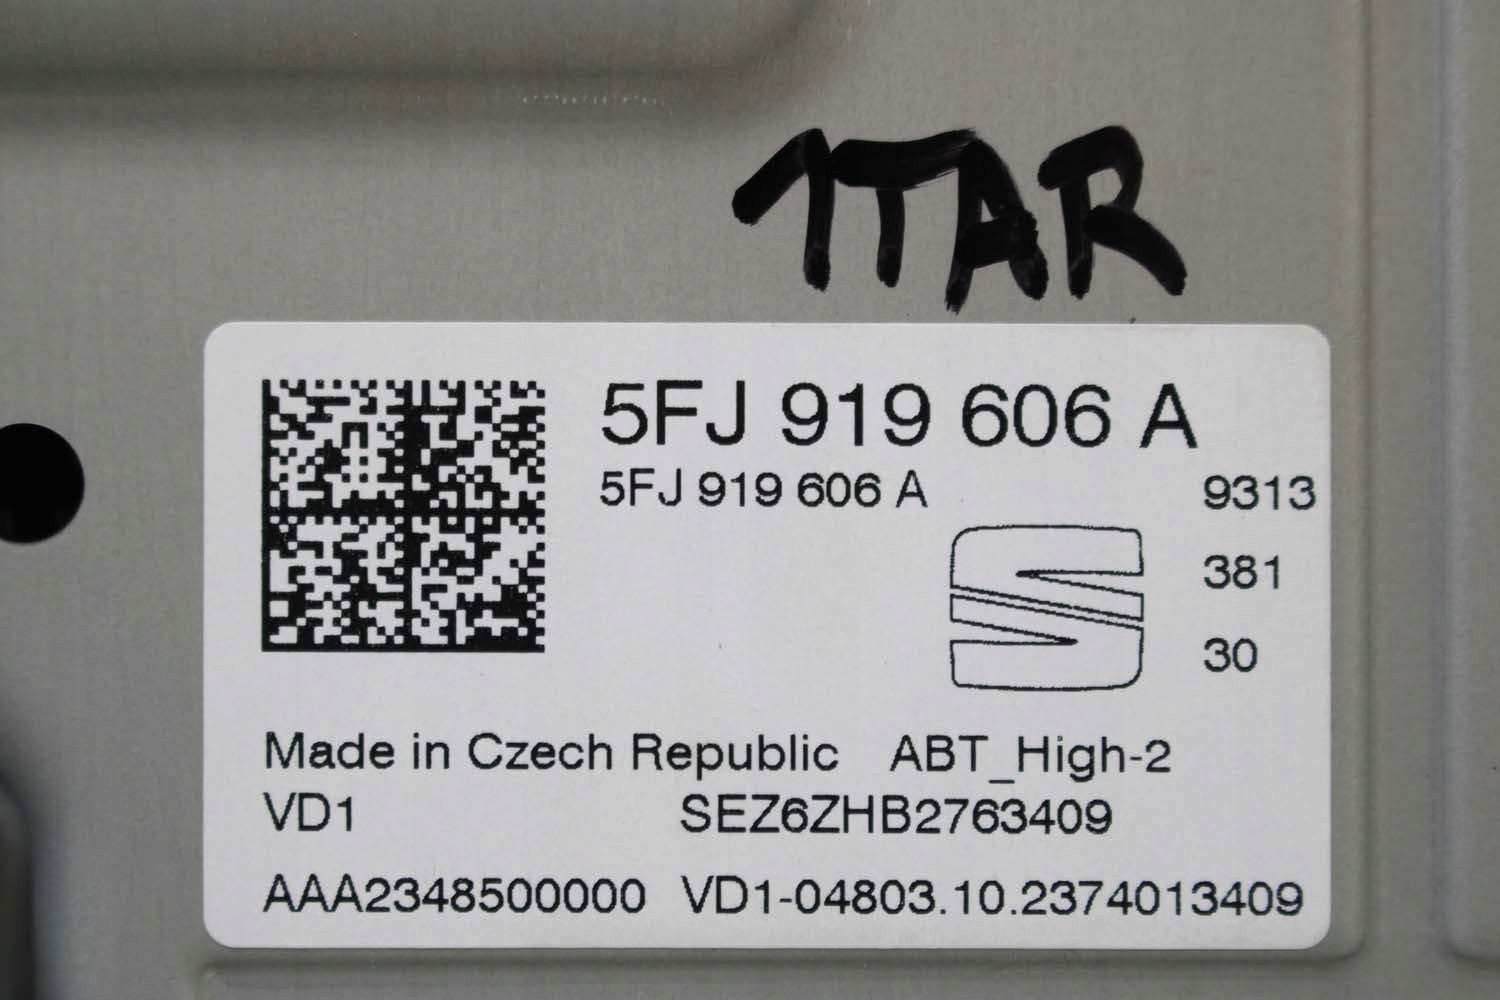 1TAR
5FJ 919 606 A
5FJ 919 606 A
9313
381
30
Made in Czech Republic ABT_High-2
VD1 SEZ6ZHB2763409
AAA2348500000 VD1-04803.10.2374013409